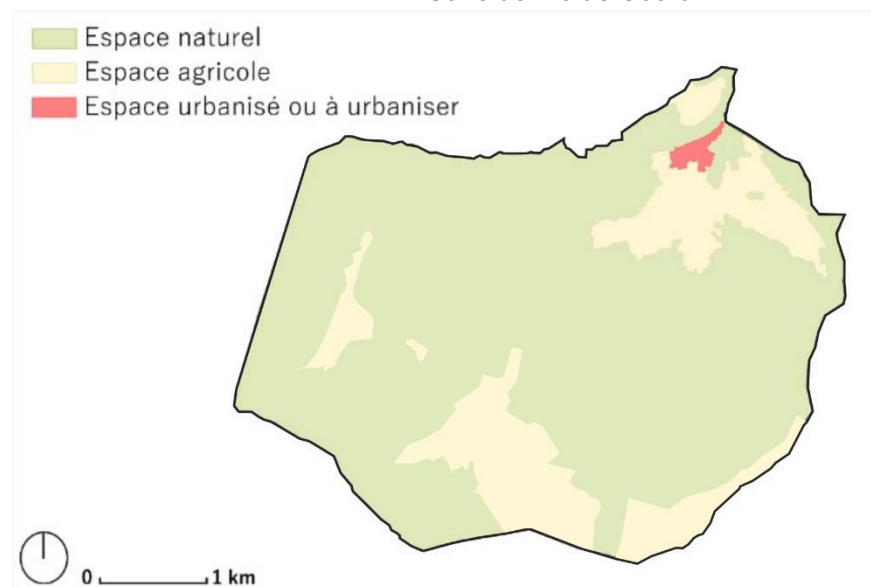 Espace naturel
Espace agricole
Espace urbanisé ou à urbaniser
0 1 km